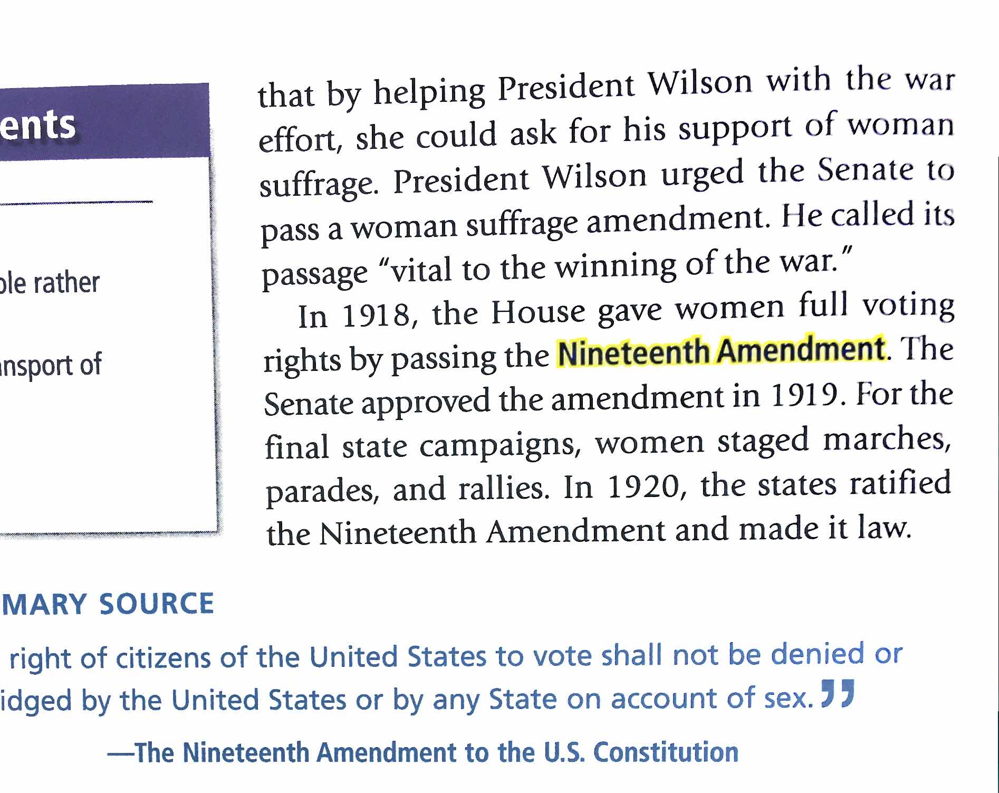 ents
rather
of
that by helping President Wilson with the war
effort, she could ask for his support of woman
suffrage. President Wilson urged the Senate to
pass a woman suffrage amendment. He called its
passage "vital to the winning of the war."
In 1918, the House gave women full voting
rights by passing the Nineteenth Amendment. The
Senate approved the amendment in 1919. For the
final state campaigns, women staged marches,
parades, and rallies. In 1920, the states ratified
the Nineteenth Amendment and made it law.
MARY SOURCE
right of citizens of the United States to vote shall not be denied or
idged by the United States or by any State on account of sex.”
—The Nineteenth Amendment to the U.S. Constitution